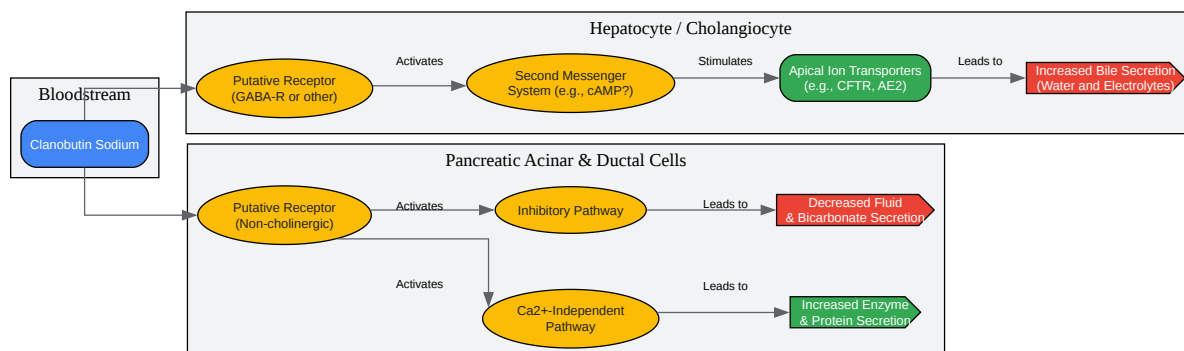 Hepatocyte / Cholangiocyte
Activates
Stimulates
Leads to
Putative Receptor
(GABA-R or other)
Second Messenger
System (e.g., cAMP?)
Apical Ion Transporters
(e.g., CFTR, AE2)
Increased Bile Secretion
(Water and Electrolytes)
Bloodstream
Clanobutin Sodium
Pancreatic Acinar & Ductal Cells
Putative Receptor
(Non-cholinergic)
Activates
Inhibitory Pathway
Leads to
Decreased Fluid
& Bicarbonate Secretion
Activates
Ca2+-Independent
Pathway
Leads to
Increased Enzyme
& Protein Secretion